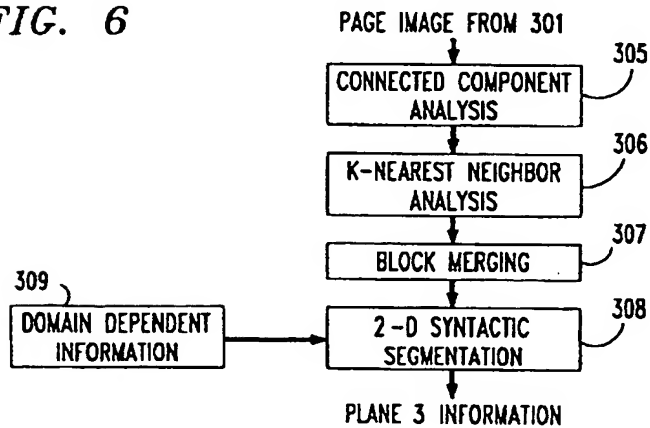 FIG. 6
PAGE IMAGE FROM 301
305
CONNECTED COMPONENT
ANALYSIS
306
K-NEAREST NEIGHBOR
ANALYSIS
307
BLOCK MERGING
309
DOMAIN DEPENDENT
INFORMATION
308
2-D SYNTACTIC
SEGMENTATION
PLANE 3 INFORMATION